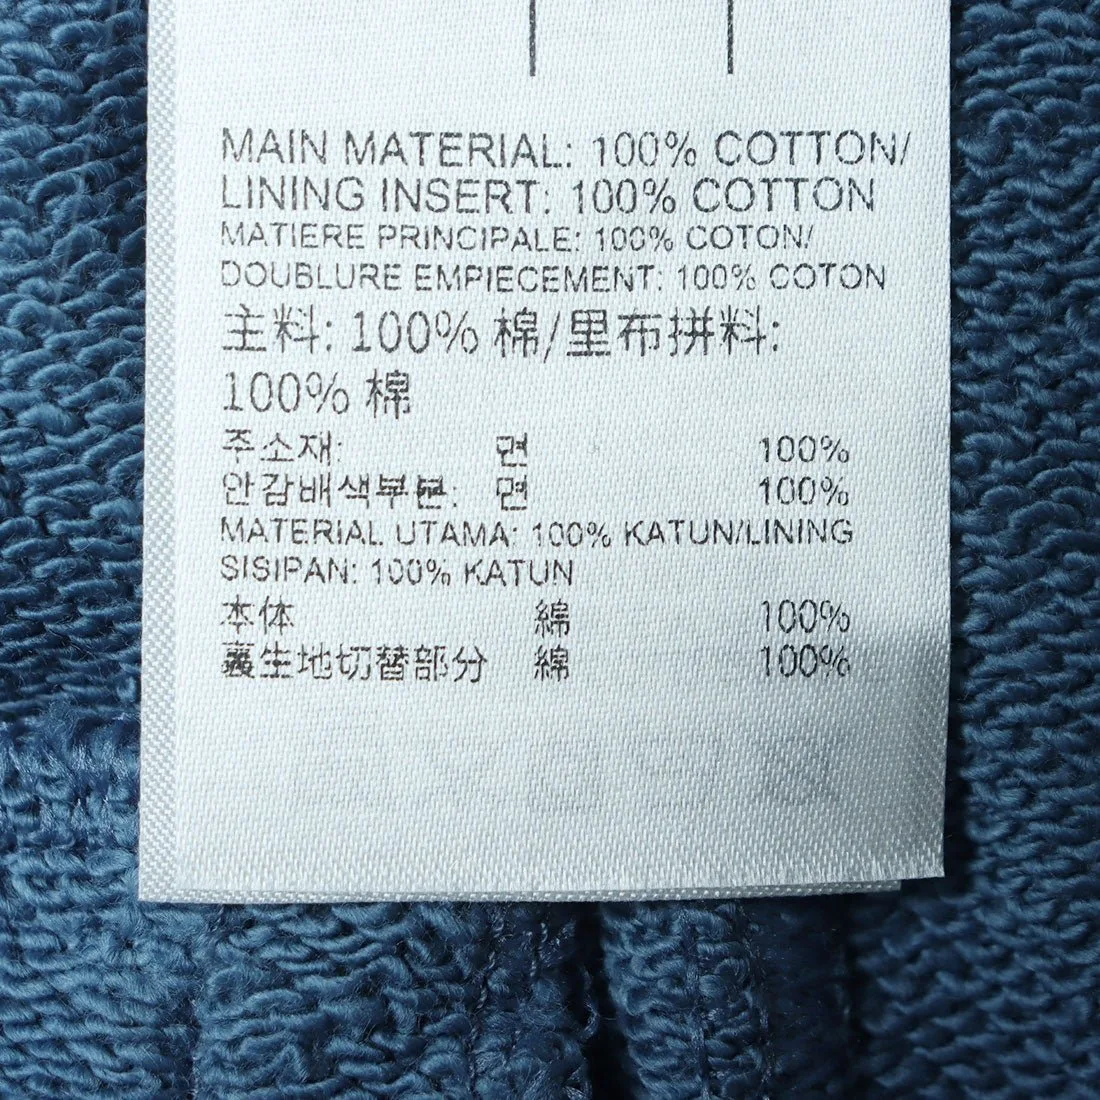 MAIN MATERIAL: 100% COTTON/
LINING INSERT: 100% COTTON
MATIERE PRINCIPALE: 100% COTON/
DOUBLURE EMPIECEMENT: 100% COTON
主料: 100% 棉/里布拼料:
100% 棉
주소재: 면 100%
안감배색부분: 면 100%
MATERIAL UTAMA: 100% KATUN/LINING
SISIPAN: 100% KATUN
本体 綿 100%
裏生地切替部分 綿 100%